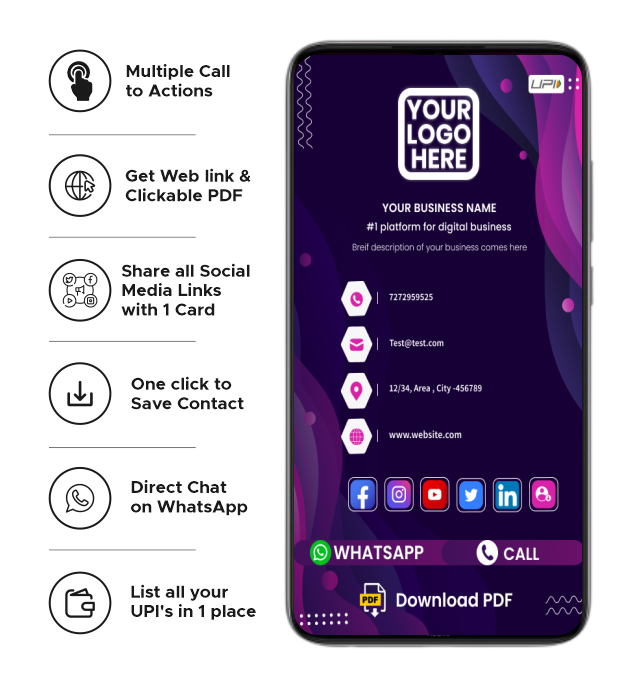 Multiple Call
to Actions
Get Web link &
Clickable PDF
Share all Social
Media Links
with 1 Card
One click to
Save Contact
Direct Chat
on WhatsApp
List all your
UPI's in 1 place
UPI
YOUR
LOGO
HERE
YOUR BUSINESS NAME
#1 platform for digital business
Breif description of your business comes here
7272959525
Test@test.com
12/34, Area , City -456789
www.website.com
WHATSAPP
CALL
PDF
Download PDF